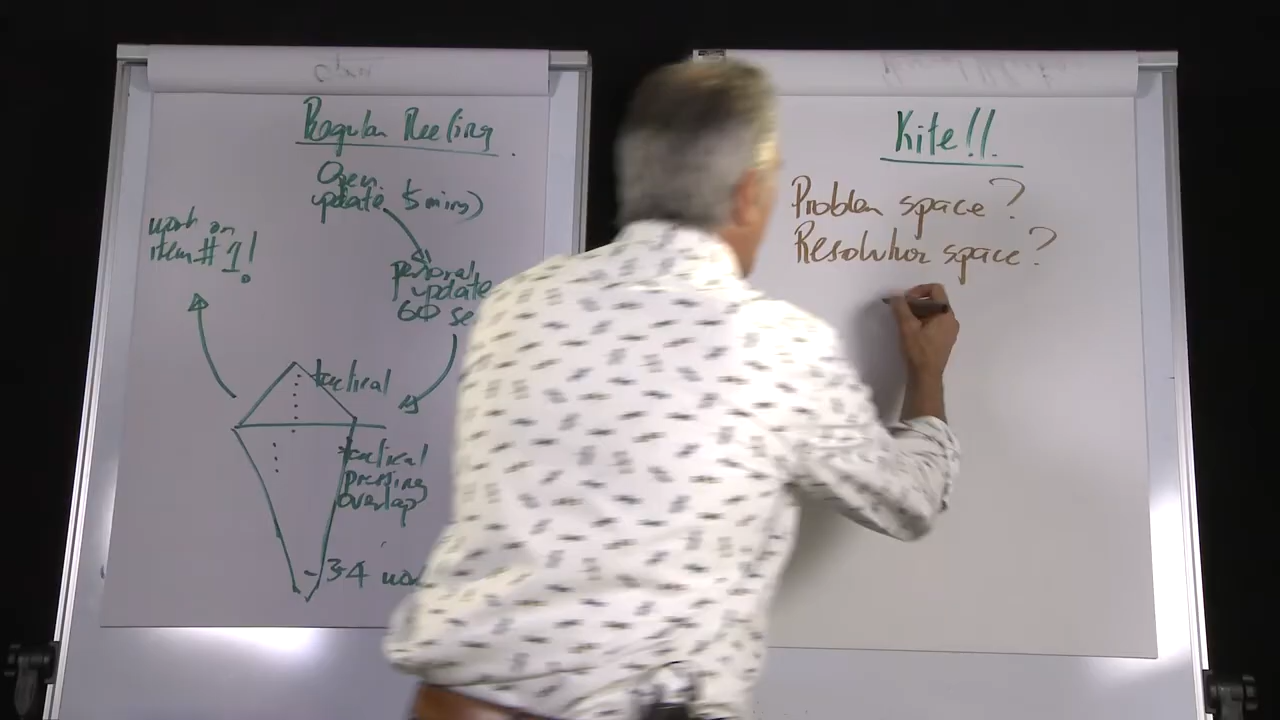 Regular Meeting.
Open
update (5 mins)
work on
item #1!
personal
update
60 se
tactical
tactical
pressing
overlap
3-4
Kite!!.
Problem space?
Resolution space?